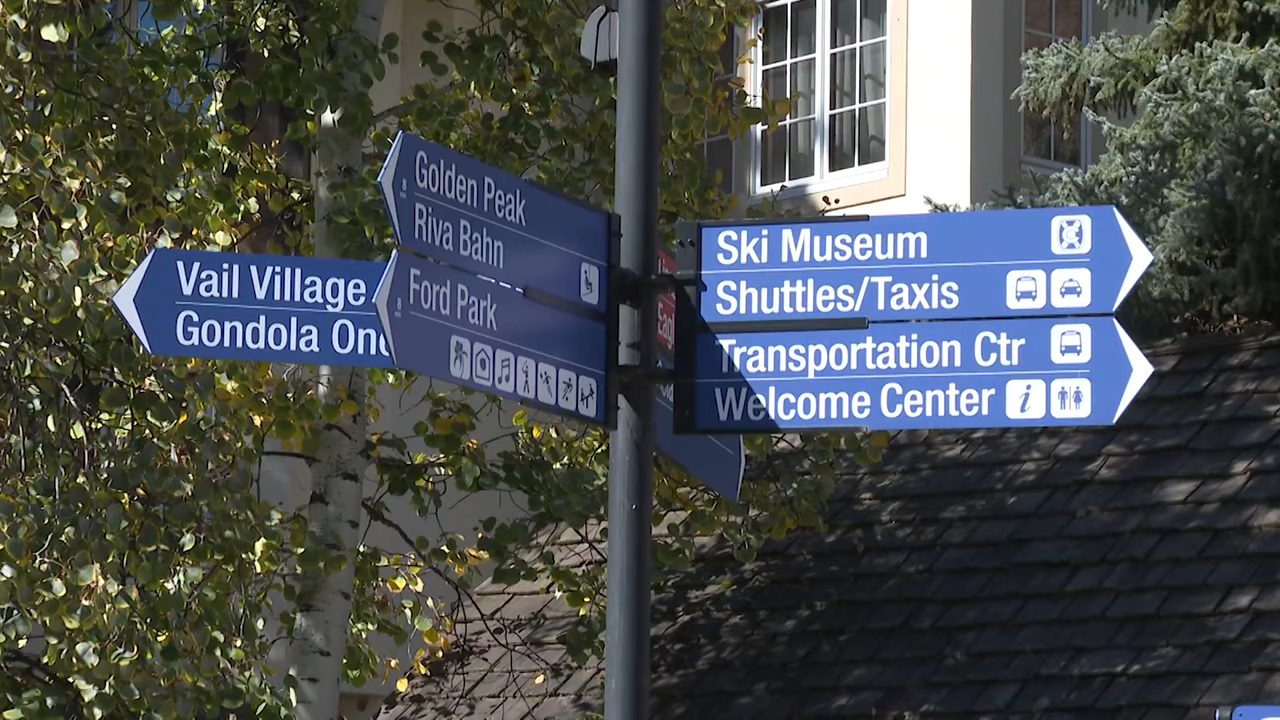 Golden Peak
Riva Bahn
Vail Village
Gondola One
Ford Park
Ski Museum
Shuttles/Taxis
Transportation Ctr
Welcome Center
i